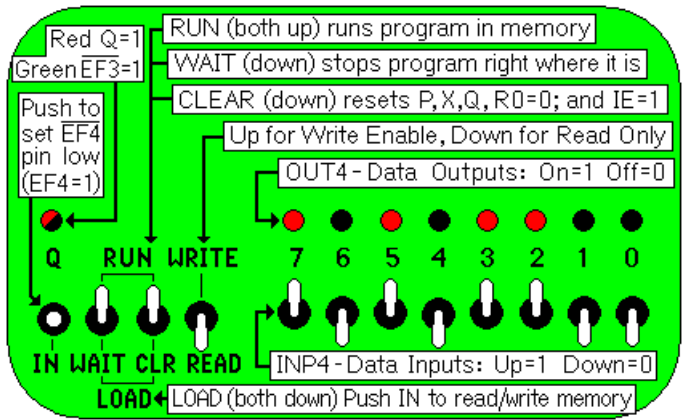 Red Q=1
Green E̅F̅3̅=1
RUN (both up) runs program in memory
WAIT (down) stops program right where it is
CLEAR (down) resets P,X,Q,R0=0; and IE=1
Push to
set E̅F̅4̅
pin low
(EF4=1)
Up for Write Enable, Down for Read Only
OUT4-Data Outputs: On=1 Off=0
Q RUN WRITE 7 6 5 4 3 2 1 0
IN WAIT CLR READ
INP4-Data Inputs: Up=1 Down=0
LOAD
LOAD (both down) Push IN to read/write memory